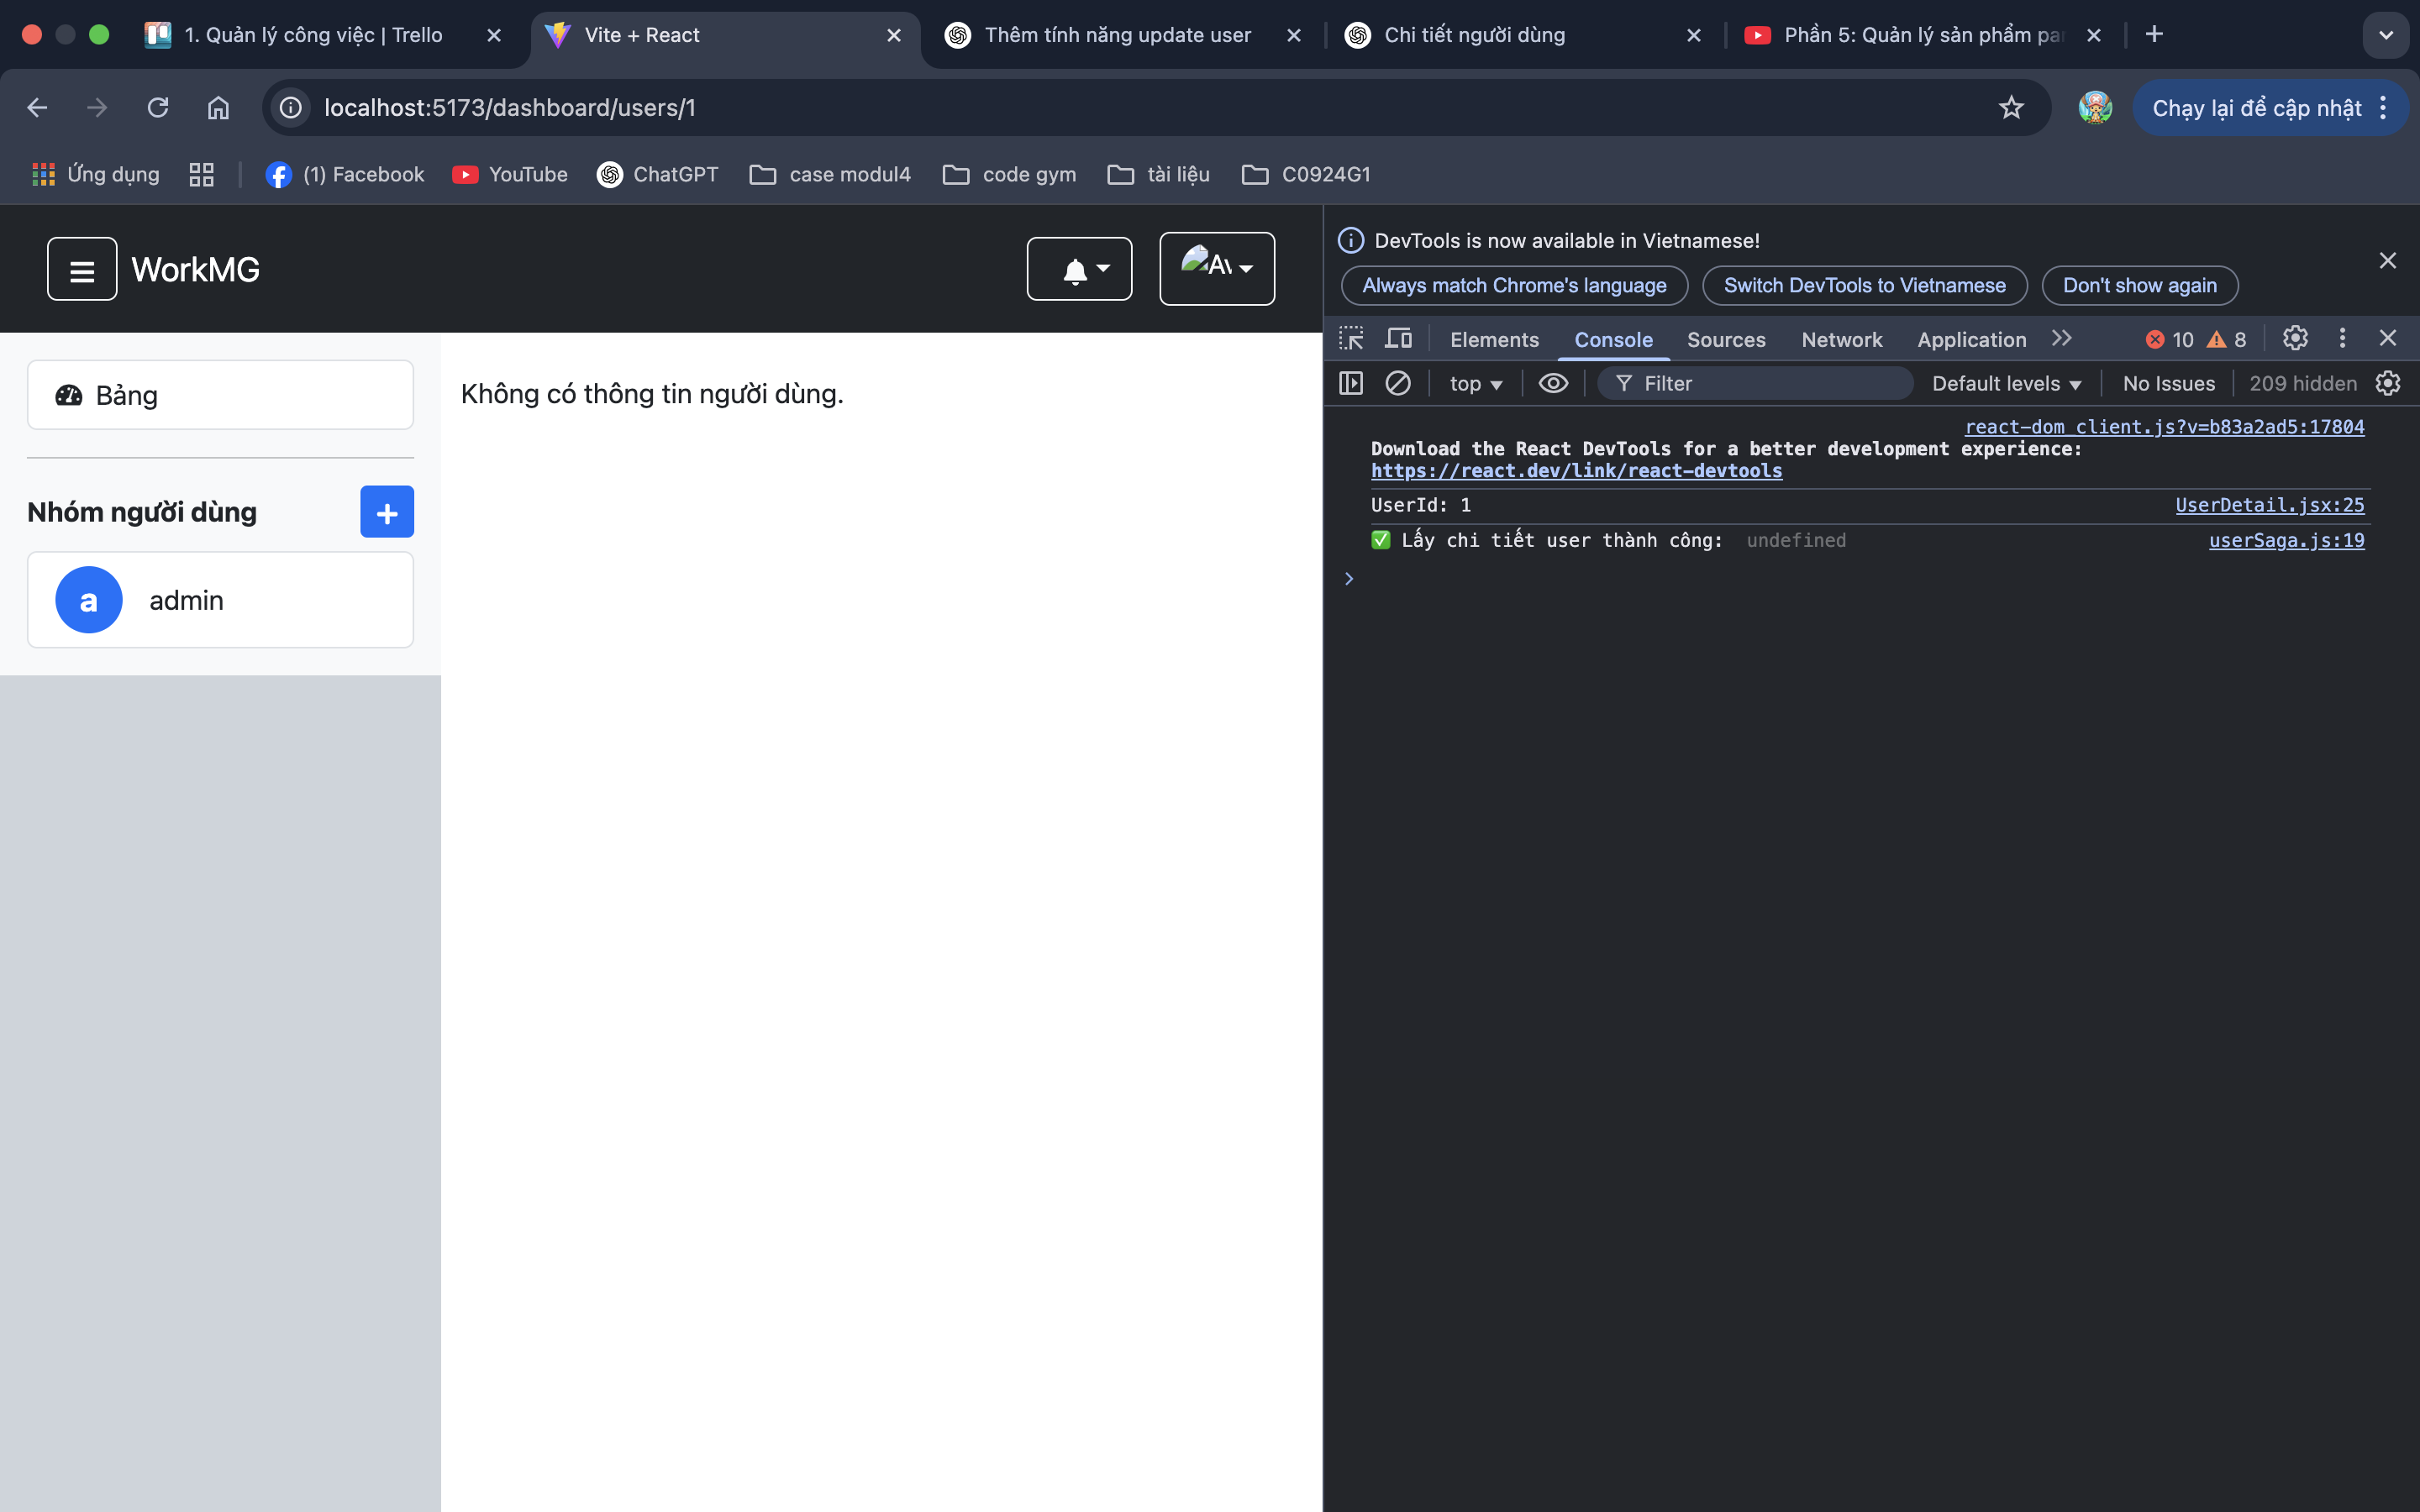 1. Quản lý công việc | Trello
Vite + React
Thêm tính năng update user
Chi tiết người dùng
Phần 5: Quản lý sản phẩm
localhost:5173/dashboard/users/1
Chạy lại để cập nhật
Ứng dụng
(1) Facebook
YouTube
ChatGPT
case modul4
code gym
tài liệu
C0924G1
WorkMG
Bảng
Nhóm người dùng
+
a
admin
Không có thông tin người dùng.
DevTools is now available in Vietnamese!
Always match Chrome's language
Switch DevTools to Vietnamese
Don't show again
Elements
Console
Sources
Network
Application
10
8
top
Filter
Default levels
No Issues
209 hidden
react-dom_client.js?v=b83a2ad5:17804
Download the React DevTools for a better development experience:
https://react.dev/link/react-devtools
UserId: 1
UserDetail.jsx:25
✅ Lấy chi tiết user thành công: undefined
userSaga.js:19